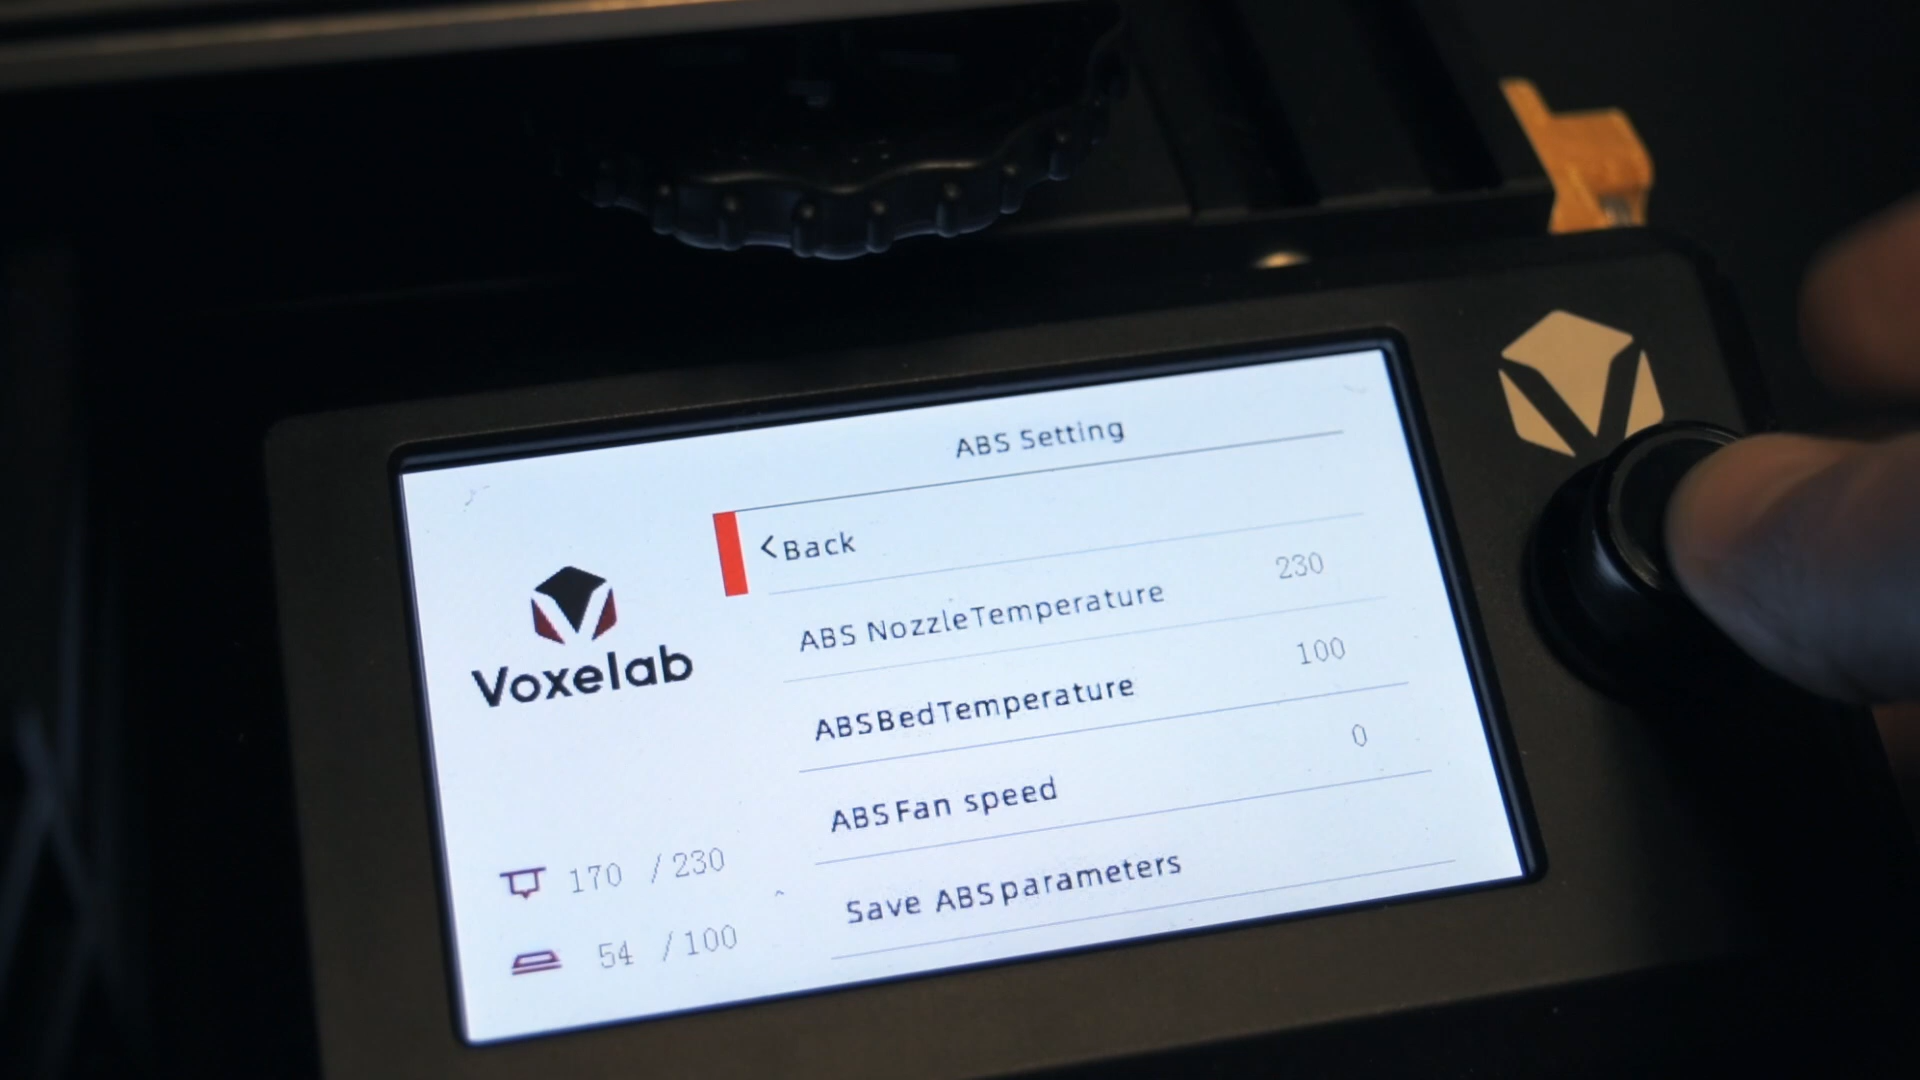 ABS Setting
<Back
ABS NozzleTemperature 230
ABSBedTemperature 100
ABSFan speed 0
Save ABSparameters
Voxelab
170 /230
54 /100